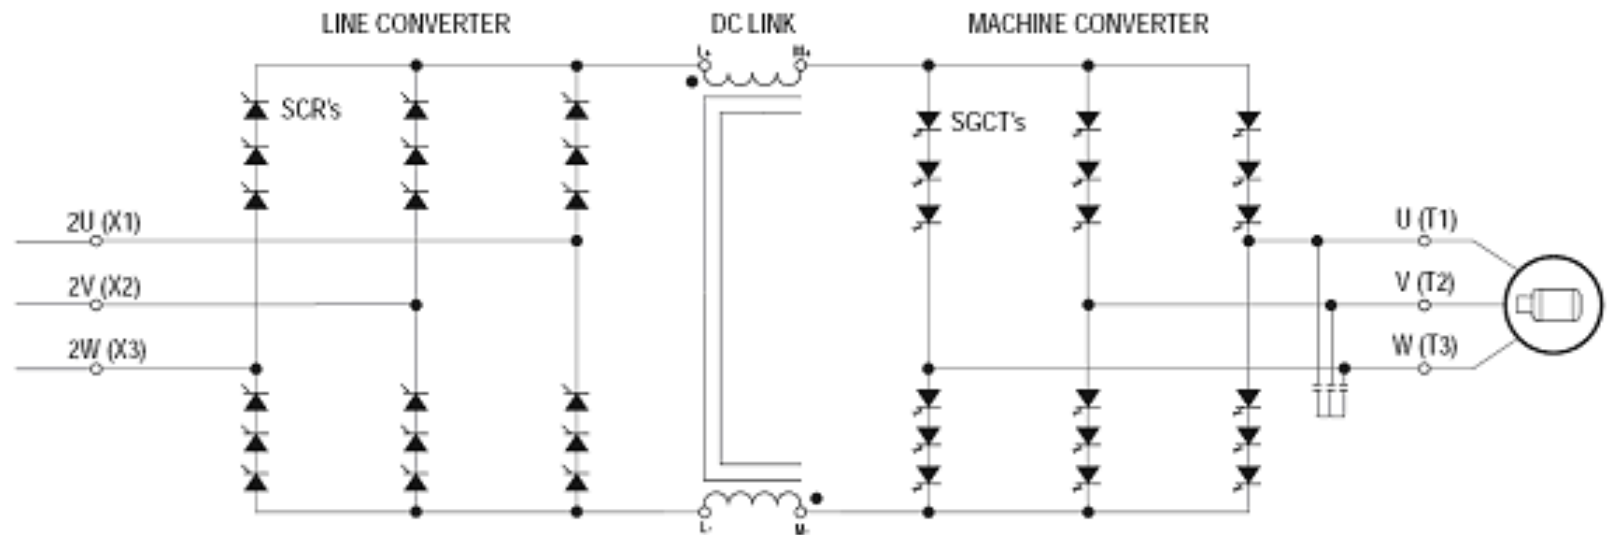 LINE CONVERTER
DC LINK
MACHINE CONVERTER
L+
M+
SCR's
SGCT's
2U (X1)
U (T1)
2V (X2)
V (T2)
2W (X3)
W (T3)
L-
M-